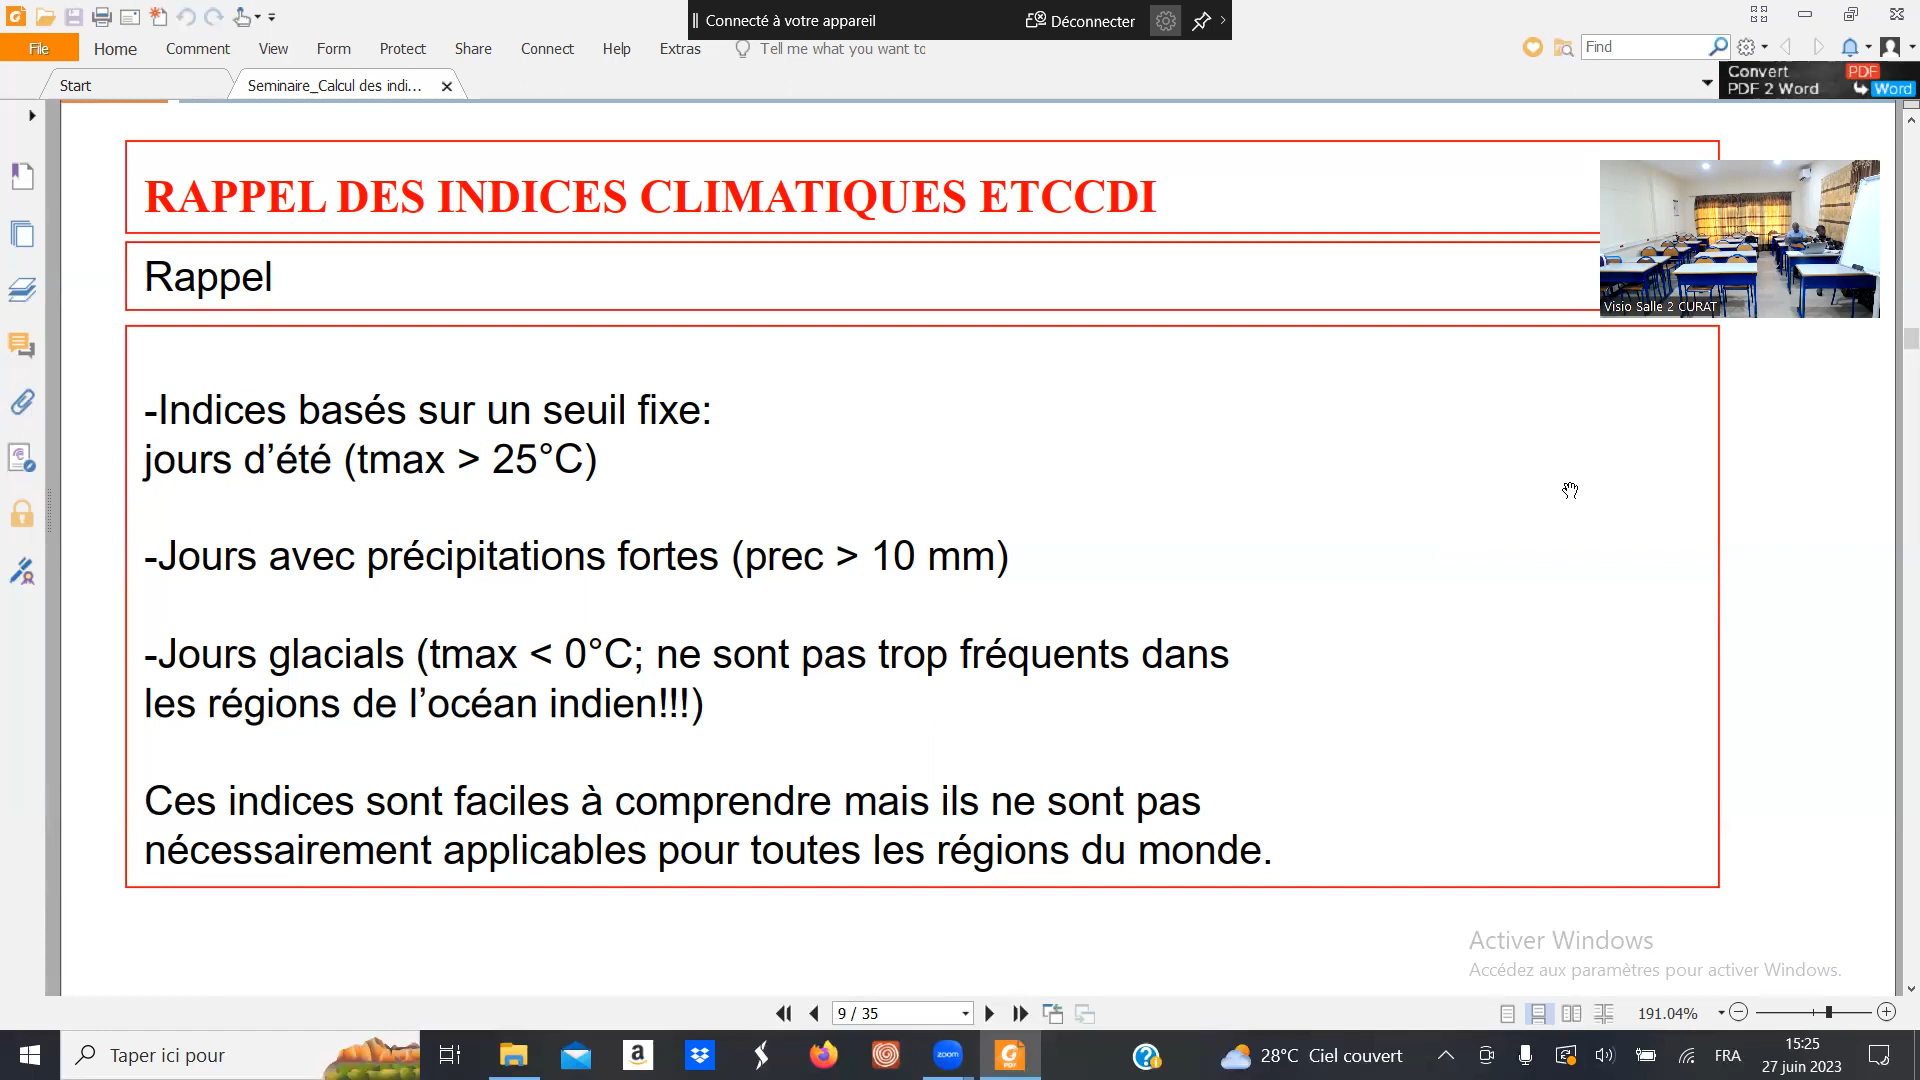 Connecté à votre appareil
Déconnecter
File
Home
Comment
View
Form
Protect
Share
Connect
Help
Extras
Tell me what you want to
Find
Start
Seminaire_Calcul des indi...
Convert
PDF 2 Word
PDF
Word
RAPPEL DES INDICES CLIMATIQUES ETCCDI
Rappel
Visio Salle 2 CURAT
-Indices basés sur un seuil fixe:
jours d’été (tmax > 25°C)
-Jours avec précipitations fortes (prec > 10 mm)
-Jours glacials (tmax < 0°C; ne sont pas trop fréquents dans
les régions de l’océan indien!!!)
Ces indices sont faciles à comprendre mais ils ne sont pas
nécessairement applicables pour toutes les régions du monde.
Activer Windows
Accédez aux paramètres pour activer Windows.
9 / 35
191.04%
Taper ici pour
zoom
PDF
28°C Ciel couvert
FRA
15:25
27 juin 2023